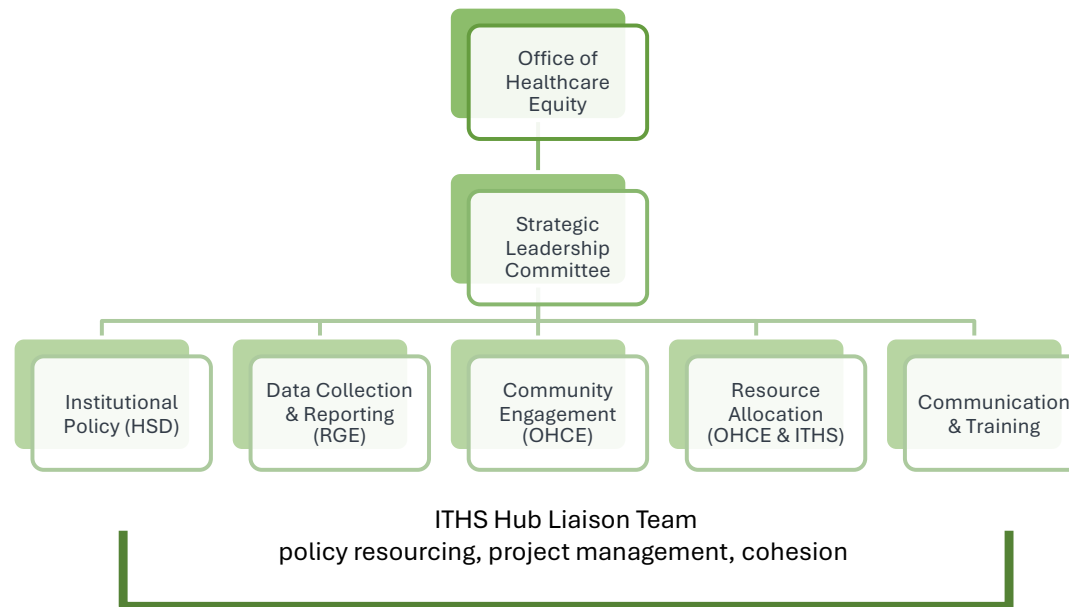 Office of
Healthcare
Equity
Strategic
Leadership
Committee
Institutional
Policy (HSD)
Data Collection
& Reporting
(RGE)
Community
Engagement
(OHCE)
Resource
Allocation
(OHCE & ITHS)
Communication
& Training
ITHS Hub Liaison Team
policy resourcing, project management, cohesion